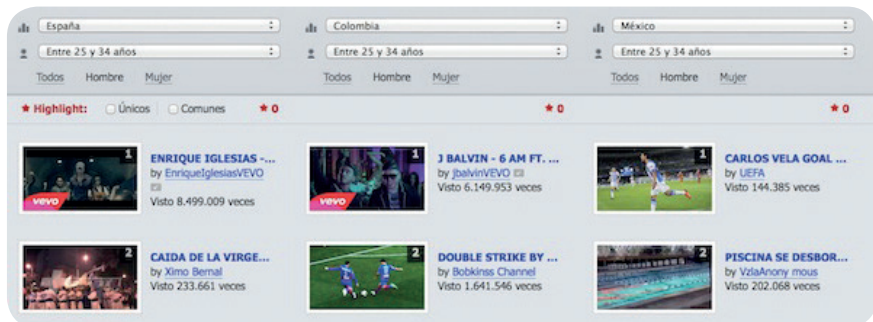 España
Colombia
México
Entre 25 y 34 años
Entre 25 y 34 años
Entre 25 y 34 años
Todos Hombre Mujer
Todos Hombre Mujer
Todos Hombre Mujer
★ Highlight: Únicos Comunes ★ 0
★ 0
★ 0
1
vevo
ENRIQUE IGLESIAS -...
by EnriqueIglesiasVEVO
Visto 8.499.009 veces
1
vevo
J BALVIN - 6 AM FT. ...
by jbalvinVEVO
Visto 6.149.953 veces
1
CARLOS VELA GOAL ...
by UEFA
Visto 144.385 veces
2
CAIDA DE LA VIRGE...
by Ximo Bernal
Visto 233.661 veces
2
DOUBLE STRIKE BY ...
by Bobkinss Channel
Visto 1.641.546 veces
2
PISCINA SE DESBOR...
by VzlaAnony mous
Visto 202.068 veces